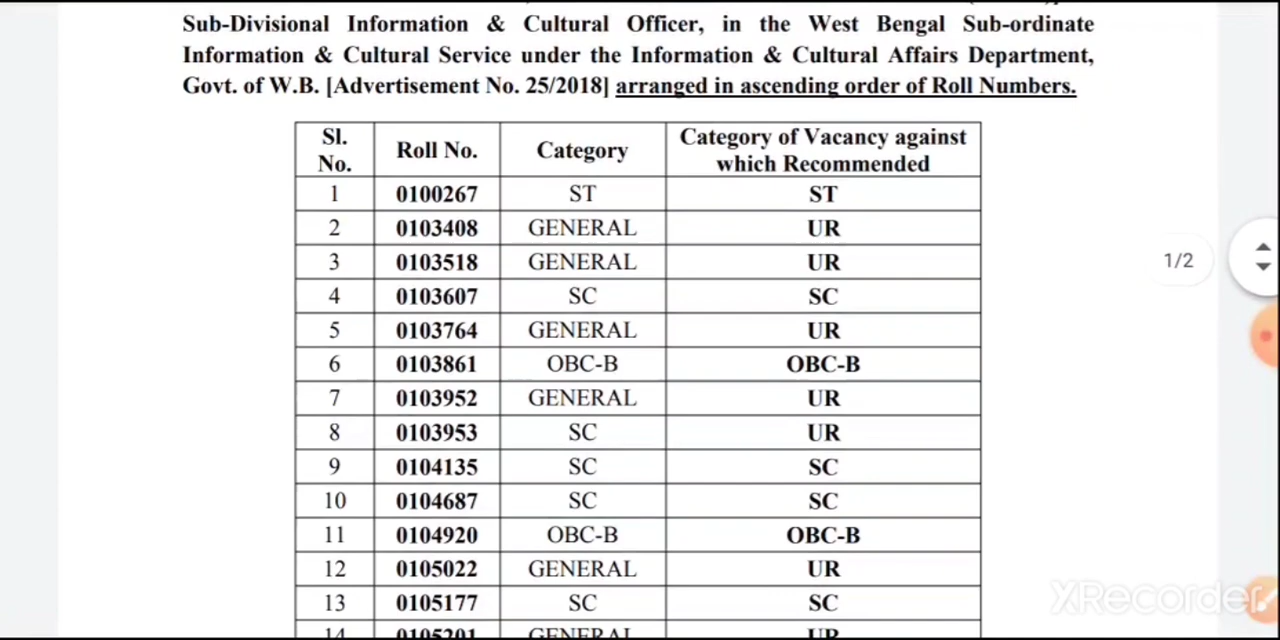 Sub-Divisional Information & Cultural Officer, in the West Bengal Sub-ordinate
Information & Cultural Service under the Information & Cultural Affairs Department,
Govt. of W.B. [Advertisement No. 25/2018] arranged in ascending order of Roll Numbers.
Sl. No. Roll No. Category Category of Vacancy against which Recommended
1 0100267 ST ST
2 0103408 GENERAL UR
3 0103518 GENERAL UR
4 0103607 SC SC
5 0103764 GENERAL UR
6 0103861 OBC-B OBC-B
7 0103952 GENERAL UR
8 0103953 SC UR
9 0104135 SC SC
10 0104687 SC SC
11 0104920 OBC-B OBC-B
12 0105022 GENERAL UR
13 0105177 SC SC
14 0105201 GENERAL UR
1/2
XRecorder